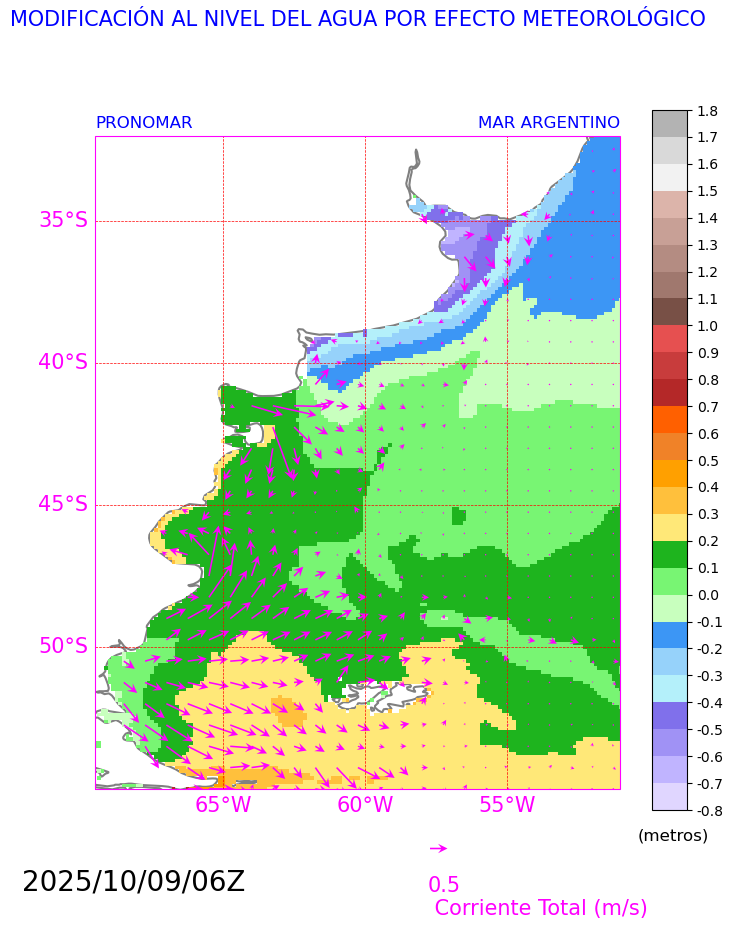 MODIFICACIÓN AL NIVEL DEL AGUA POR EFECTO METEOROLÓGICO
PRONOMAR MAR ARGENTINO
35°S
40°S
45°S
50°S
65°W 60°W 55°W
1.8
1.7
1.6
1.5
1.4
1.3
1.2
1.1
1.0
0.9
0.8
0.7
0.6
0.5
0.4
0.3
0.2
0.1
0.0
-0.1
-0.2
-0.3
-0.4
-0.5
-0.6
-0.7
-0.8
(metros)
2025/10/09/06Z
0.5
Corriente Total (m/s)